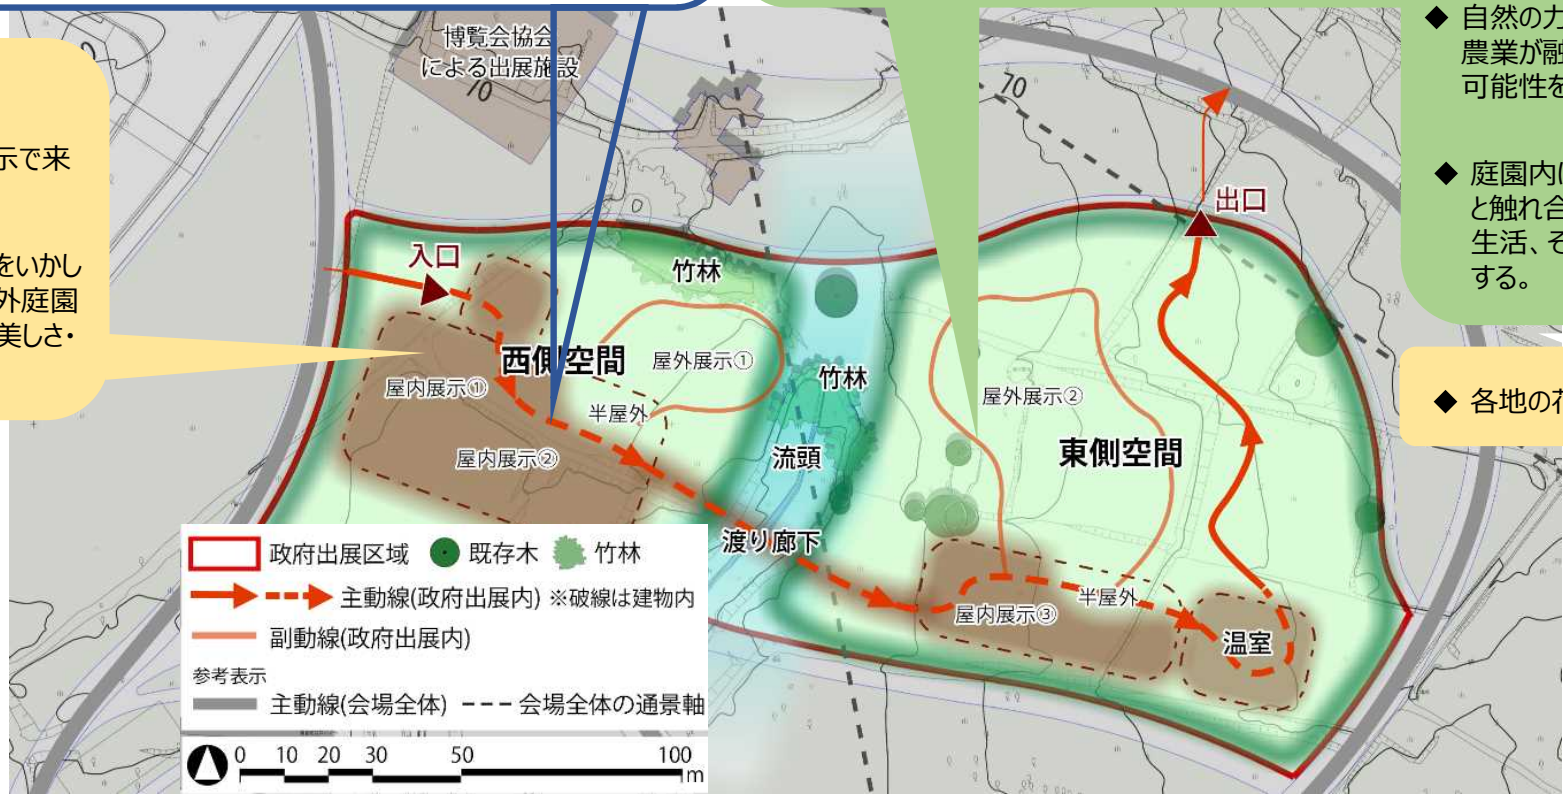 博覧会協会
による出展施設
70
70
示で来
をいかし
外庭園
美しさ・
自然の力
農業が融
可能性を
◆ 庭園内に
と触れ合
生活、そ
する。
◆ 各地の花
入口
出口
竹林
西側空間
屋外展示①
屋内展示①
半屋外
竹林
屋外展示②
屋内展示②
流頭
東側空間
渡り廊下
半屋外
屋内展示③
温室
政府出展区域
既存木
竹林
主動線(政府出展内) ※破線は建物内
副動線(政府出展内)
参考表示
主動線(会場全体)
会場全体の通景軸
0 10 20 30 50 100
m